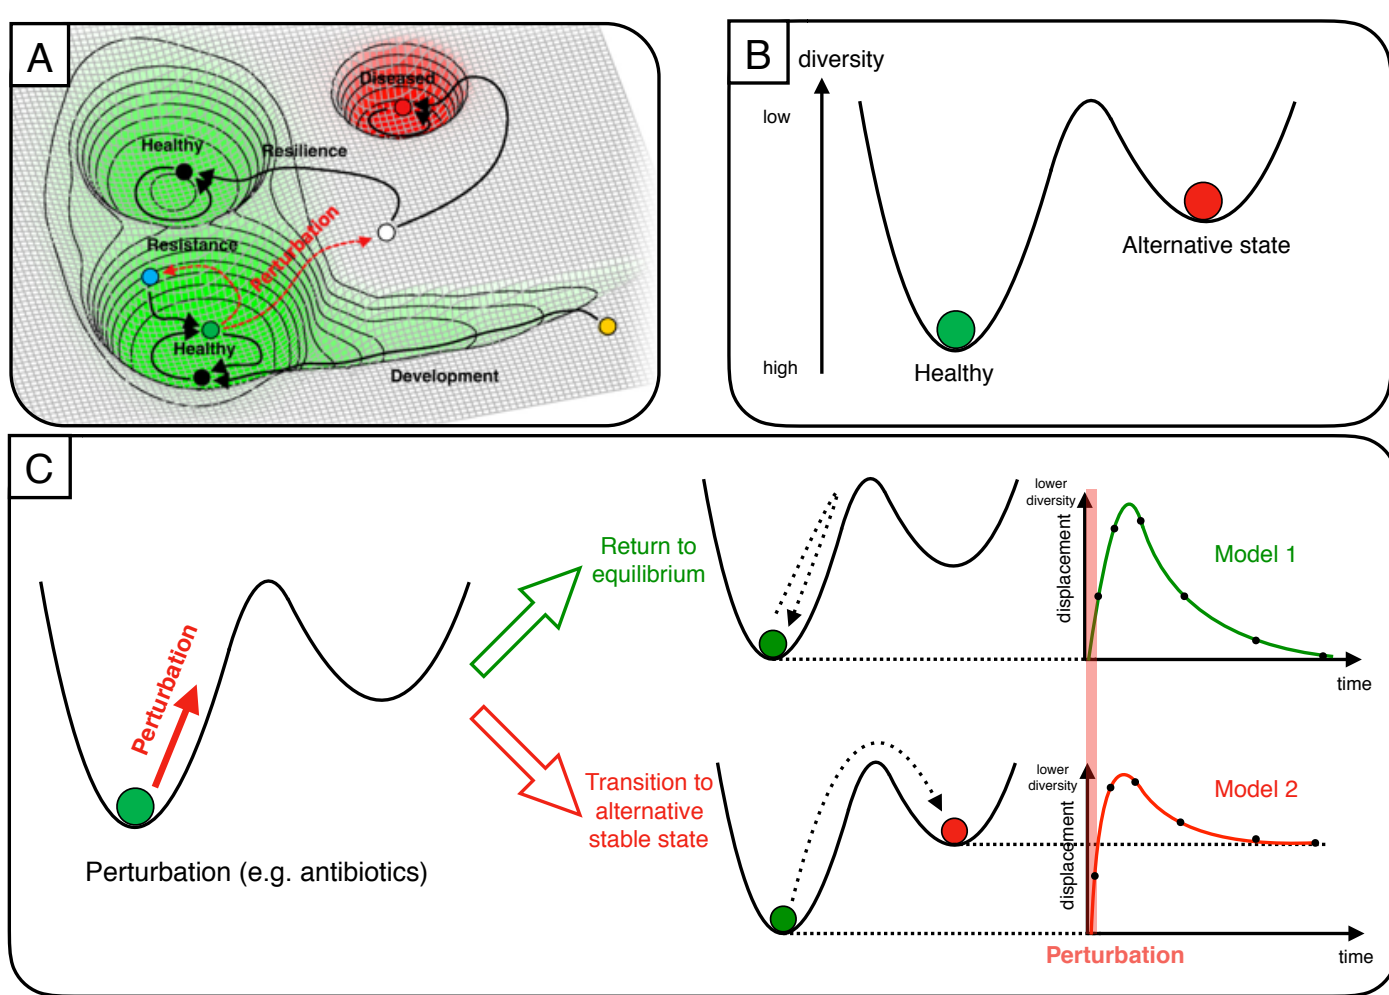 A
Diseased
Healthy
Resilience
Perturbation
Resistance
Healthy
Development
B
diversity
low
high
Healthy
Alternative state
C
Perturbation
Perturbation (e.g. antibiotics)
Return to
equilibrium
Transition to
alternative
stable state
lower
diversity
displacement
Model 1
time
lower
diversity
displacement
Model 2
Perturbation
time